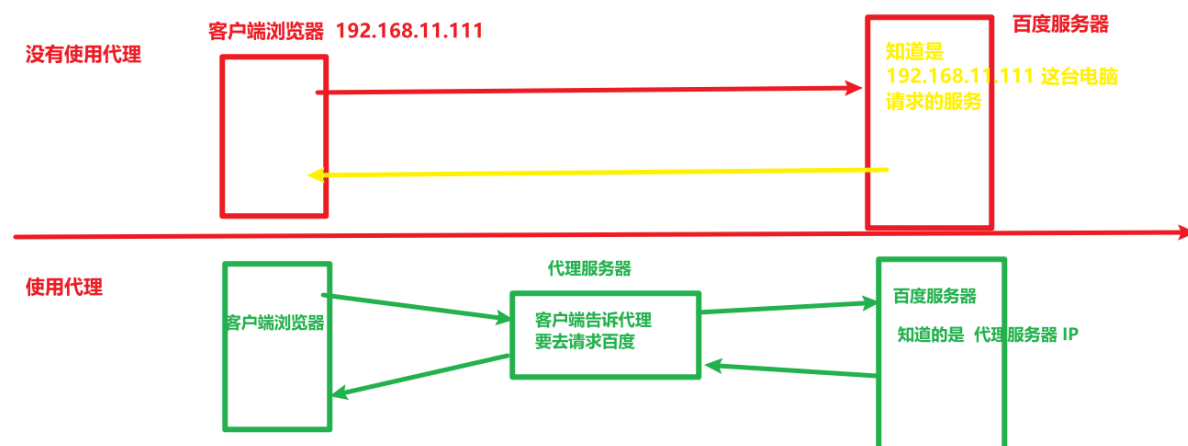 没有使用代理
客户端浏览器 192.168.11.111
百度服务器
知道是
192.168.11.111 这台电脑
请求的服务
使用代理
客户端浏览器
代理服务器
客户端告诉代理
要去请求百度
百度服务器
知道的是 代理服务器 IP